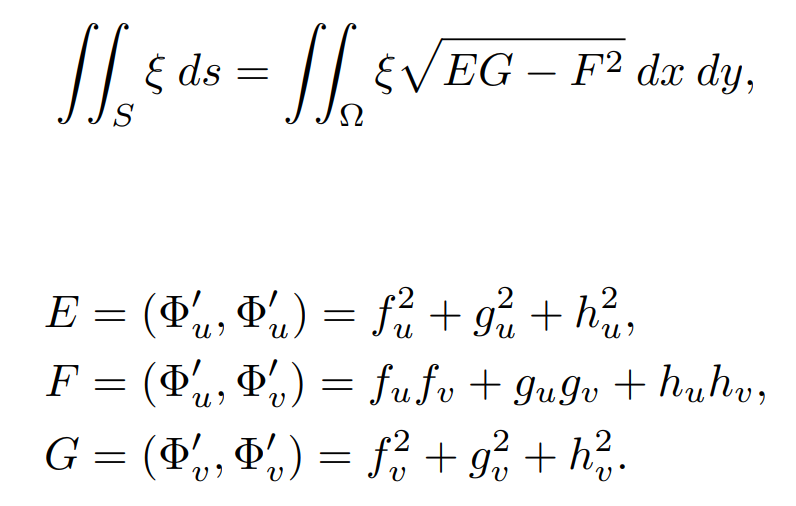 ∬_S ξ ds = ∬_Ω ξ√(EG − F²) dx dy,
E = (Φ′_u, Φ′_u) = f_u² + g_u² + h_u²,
F = (Φ′_u, Φ′_v) = f_u f_v + g_u g_v + h_u h_v,
G = (Φ′_v, Φ′_v) = f_v² + g_v² + h_v².